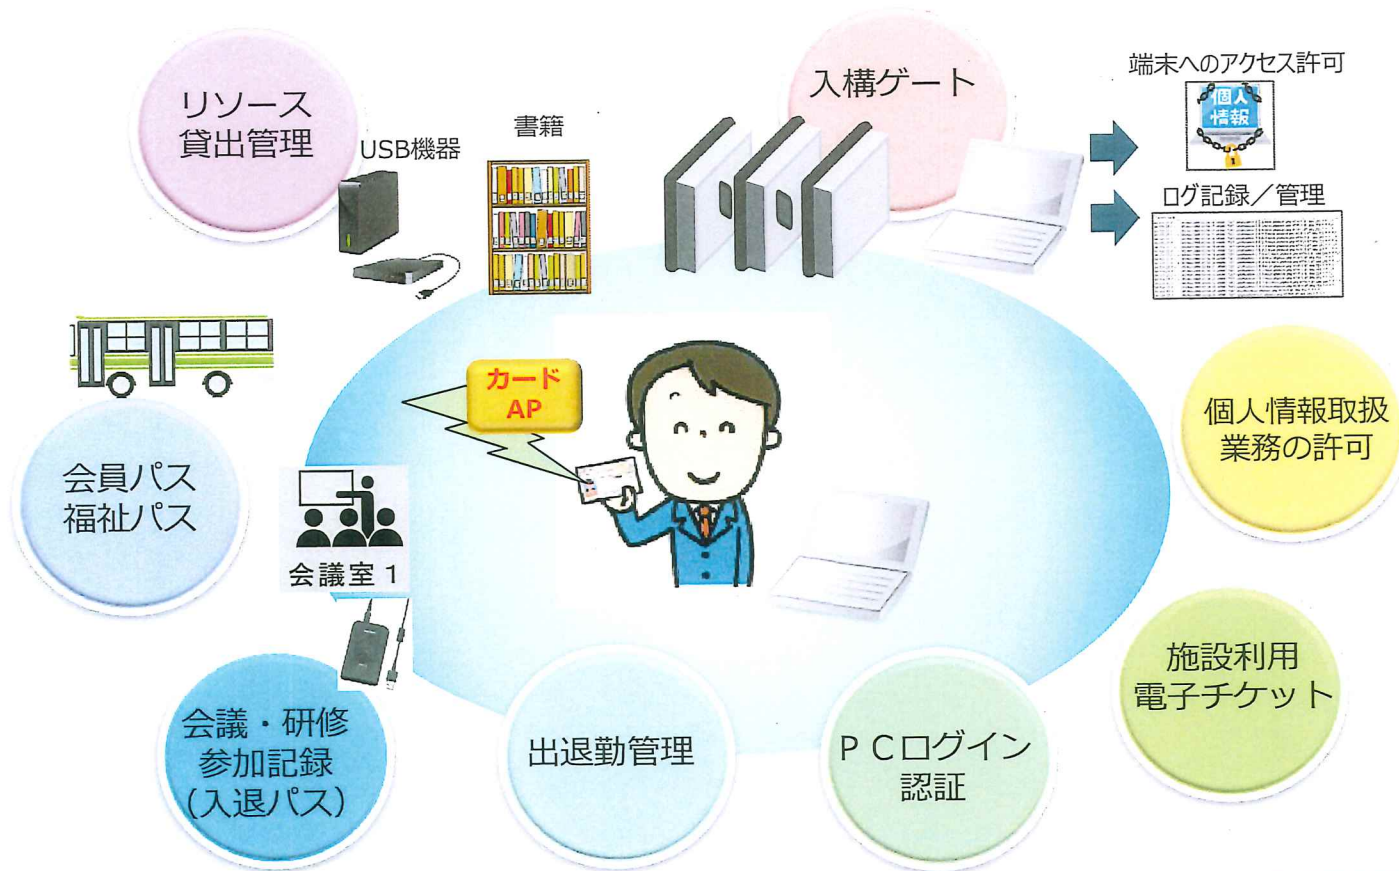 リソース
貸出管理
USB機器
書籍
入構ゲート
端末へのアクセス許可
個人
情報
ログ記録／管理
カード
AP
会員パス
福祉パス
会議室１
個人情報取扱
業務の許可
施設利用
電子チケット
会議・研修
参加記録
(入退パス)
出退勤管理
ＰＣログイン
認証